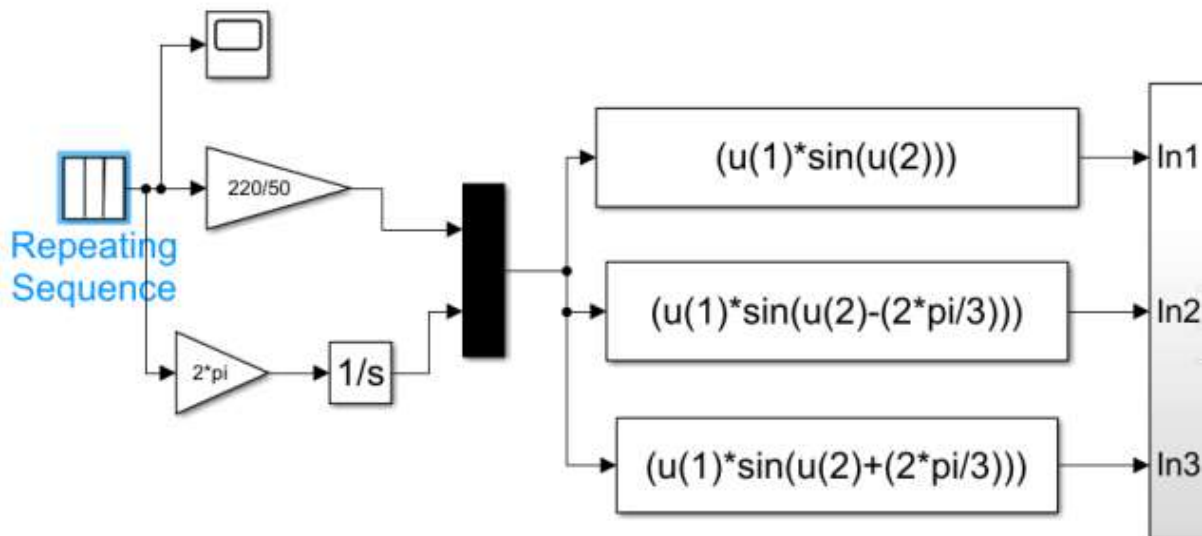 220/50
Repeating
Sequence
2*pi
1/s
(u(1)*sin(u(2)))
(u(1)*sin(u(2)-(2*pi/3)))
(u(1)*sin(u(2)+(2*pi/3)))
In1
In2
In3